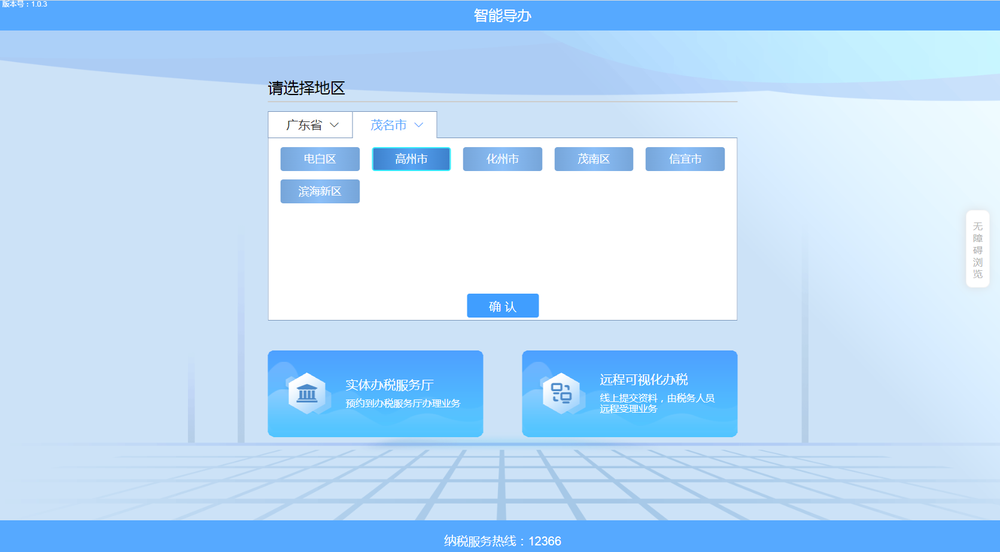 版本号：1.0.3
智能导办
请选择地区
广东省 茂名市
电白区 高州市 化州市 茂南区 信宜市
滨海新区
确 认
实体办税服务厅
预约到办税服务厅办理业务
远程可视化办税
线上提交资料，由税务人员
远程受理业务
无
障
碍
浏
览
纳税服务热线：12366